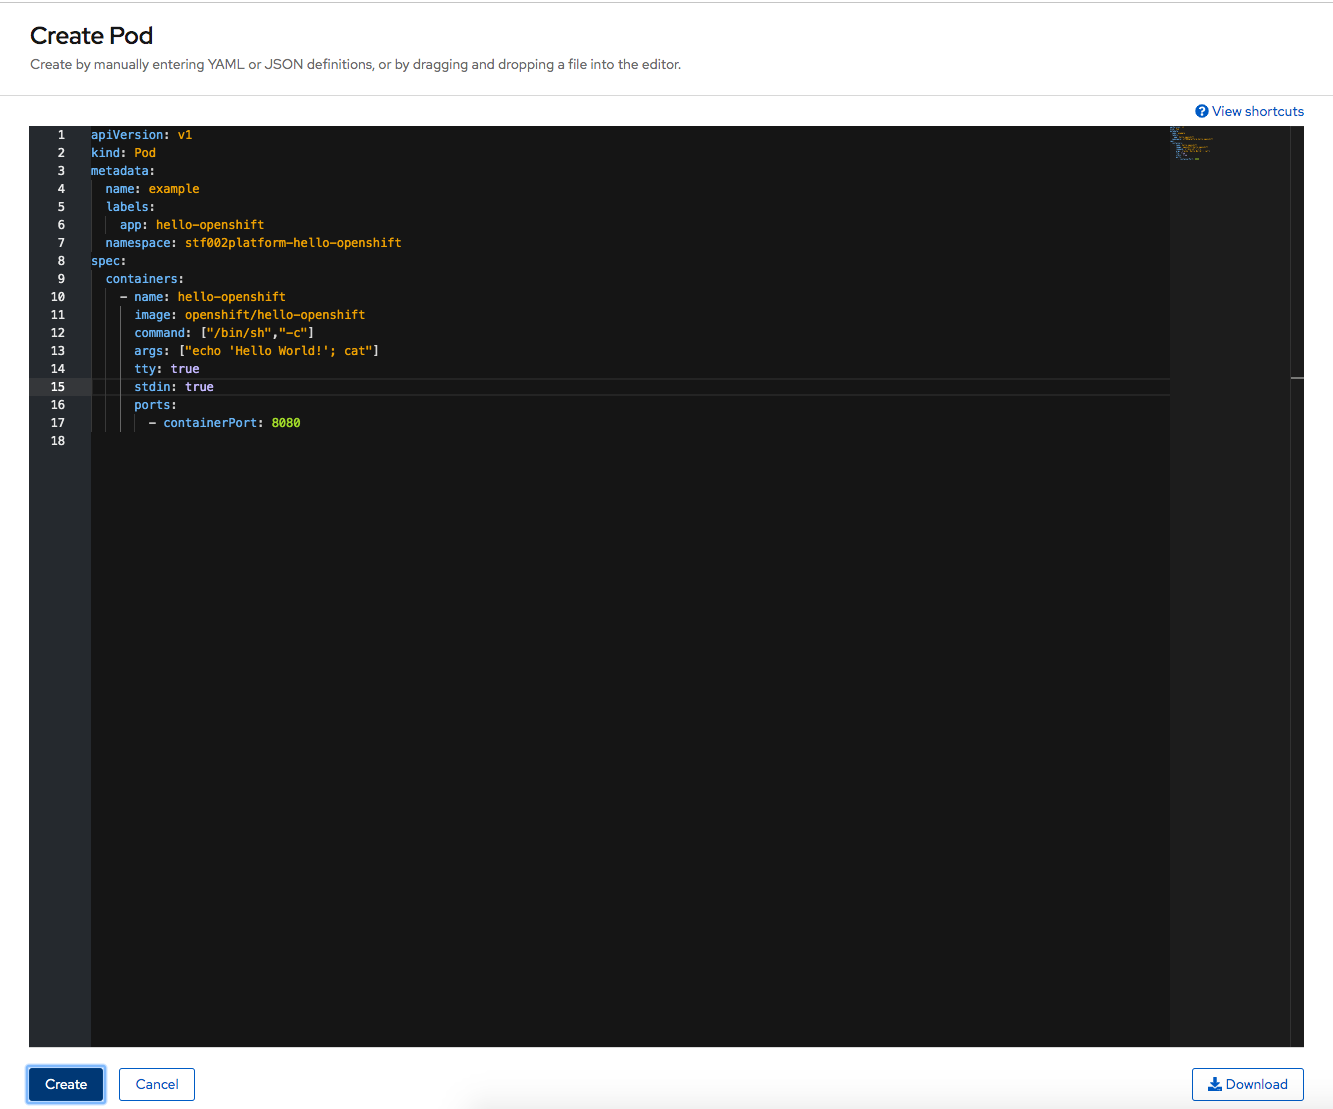 Create Pod
Create by manually entering YAML or JSON definitions, or by dragging and dropping a file into the editor.
View shortcuts
1 apiVersion: v1
2 kind: Pod
3 metadata:
4   name: example
5   labels:
6     app: hello-openshift
7   namespace: stf002platform-hello-openshift
8 spec:
9   containers:
10     - name: hello-openshift
11       image: openshift/hello-openshift
12       command: ["/bin/sh","-c"]
13       args: ["echo 'Hello World!'; cat"]
14       tty: true
15       stdin: true
16       ports:
17         - containerPort: 8080
18
Create Cancel Download